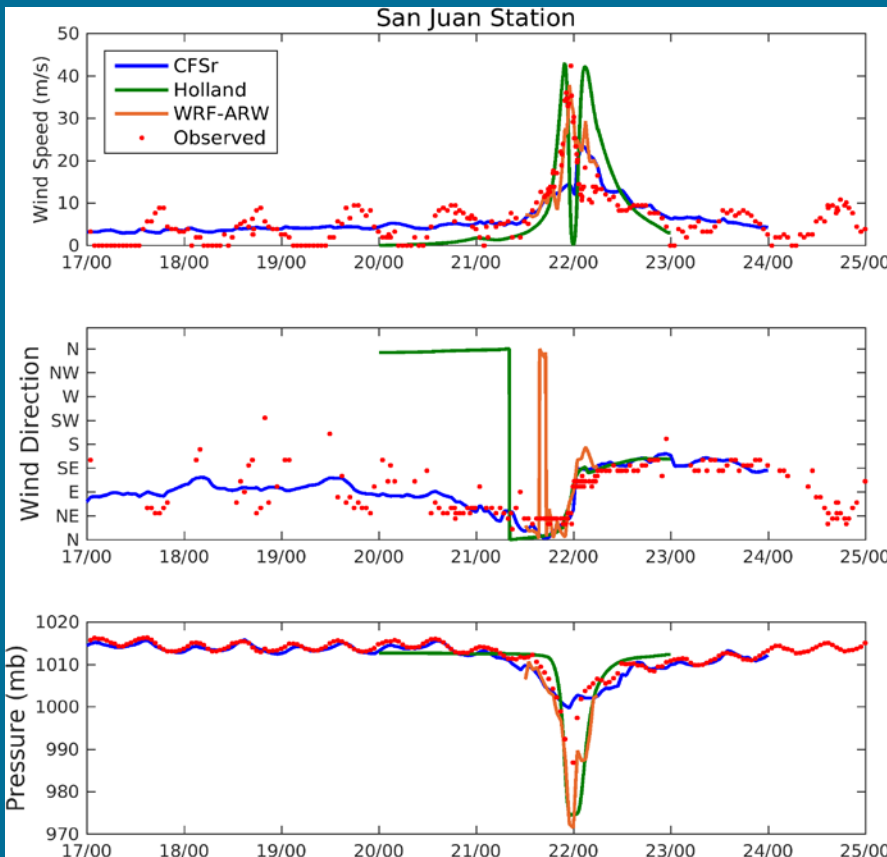 San Juan Station
Wind Speed (m/s)
50
40
30
20
10
0
CFSr
Holland
WRF-ARW
Observed
17/00 18/00 19/00 20/00 21/00 22/00 23/00 24/00 25/00
Wind Direction
N
NW
W
SW
S
SE
E
NE
N
17/00 18/00 19/00 20/00 21/00 22/00 23/00 24/00 25/00
Pressure (mb)
1020
1010
1000
990
980
970
17/00 18/00 19/00 20/00 21/00 22/00 23/00 24/00 25/00